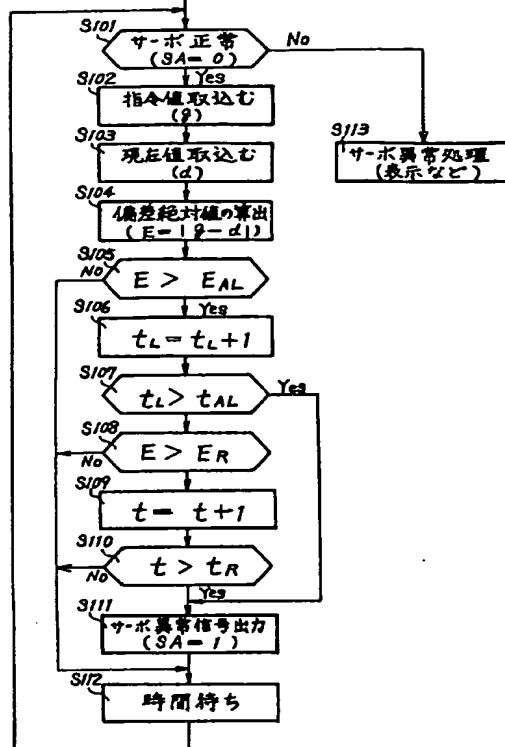 S101
サーボ正常
(SA=0)
No
Yes
S102
指令値取込む
(g)
S103
現在値取込む
(d)
S113
サーボ異常処理
(表示など)
S104
偏差絶対値の算出
(E=|g-d|)
S105
No
E > EAL
Yes
S106
tL=tL+1
S107
tL>tAL
Yes
S108
E > ER
No
S109
t= t+1
S110
t > tR
No
Yes
S111
サーボ異常信号出力
(SA=1)
S112
時間待ち